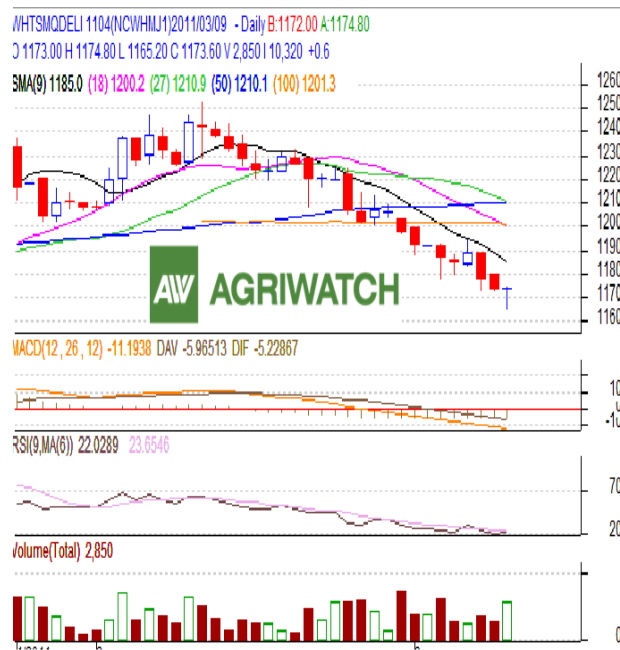 WHTSMQDELI 1104(NCWHMJ1)2011/03/09 - Daily B:1172.00 A:1174.80
O 1173.00 H 1174.80 L 1165.20 C 1173.60 V 2,850 I 10,320 +0.6
SMA(9) 1185.0 (18) 1200.2 (27) 1210.9 (50) 1210.1 (100) 1201.3
1260
1250
1240
1230
1220
1210
1200
1190
1180
1170
1160
AW AGRIWATCH
MACD(12, 26, 12) -11.1938 DAV -5.96513 DIF -5.22867
10
0
-10
RSI(9,MA(6)) 22.0289 23.6546
70
20
Volume(Total) 2,850
0